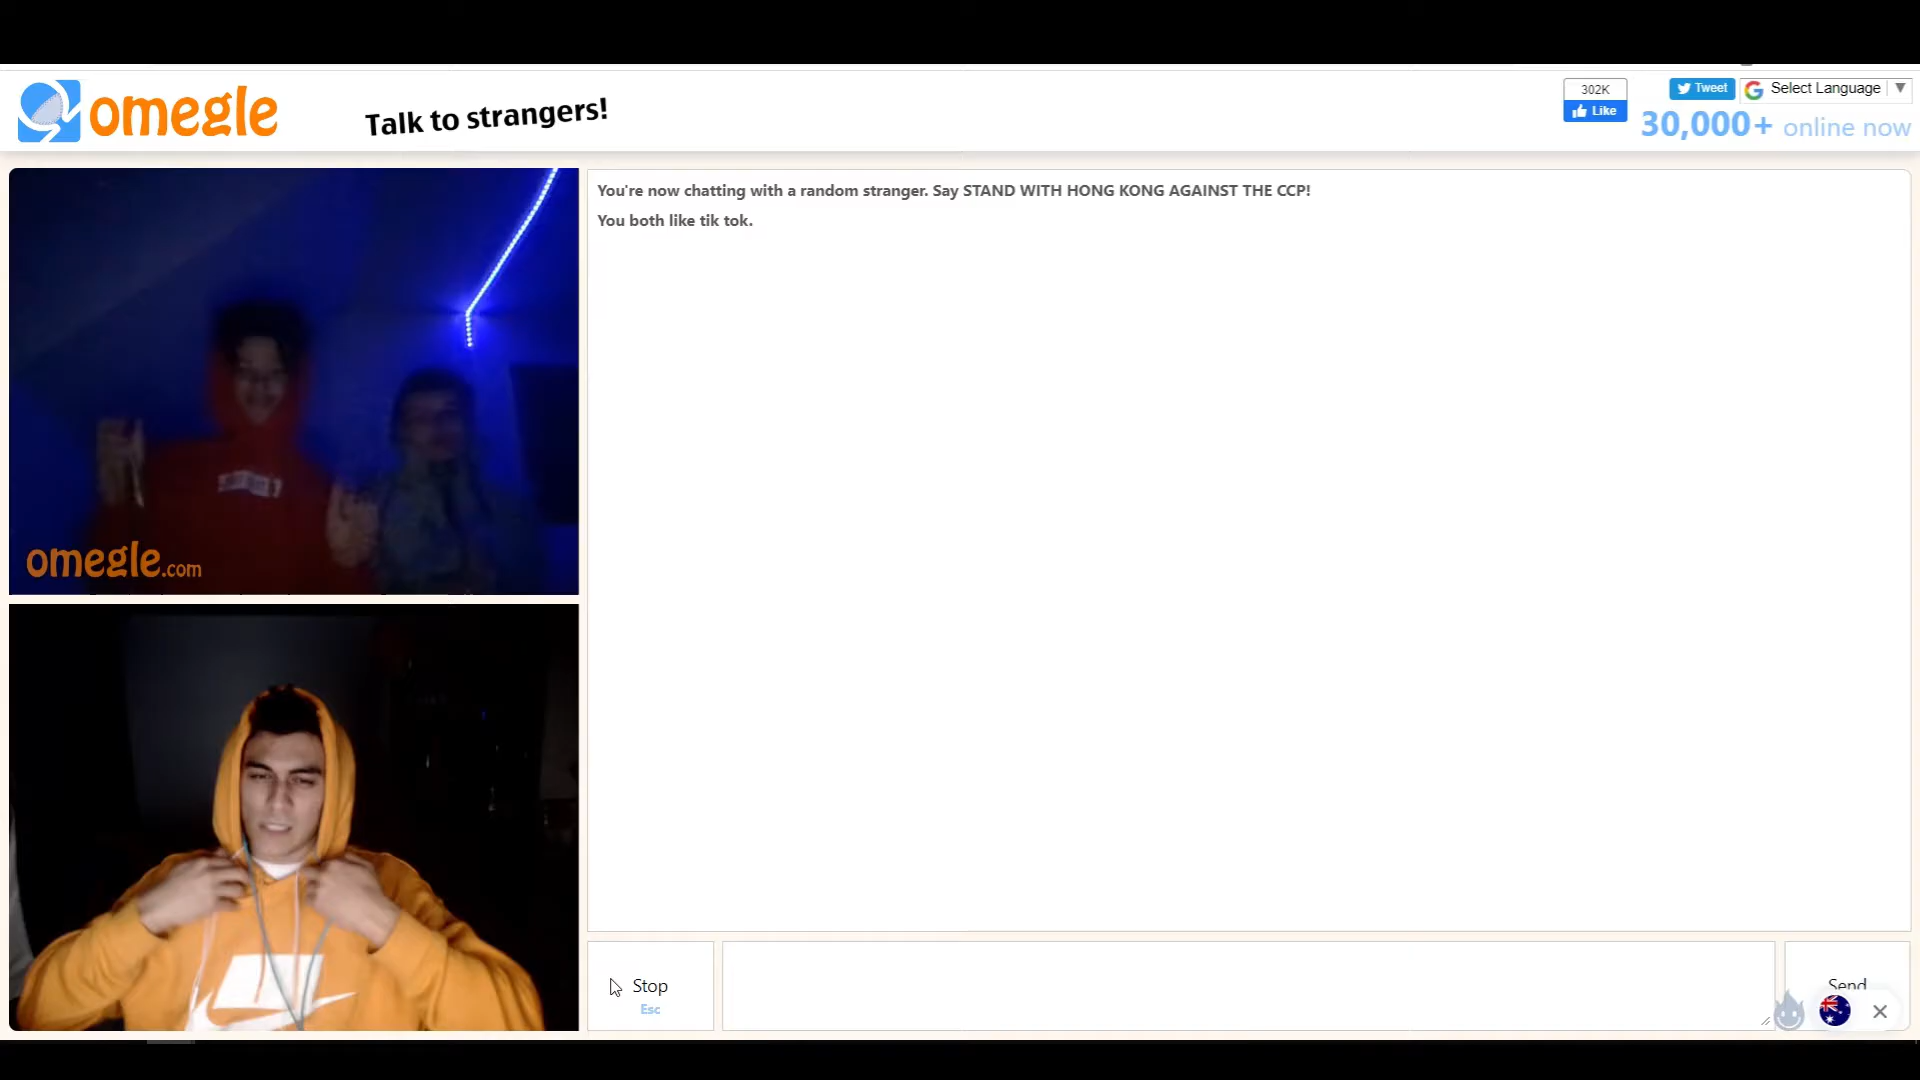 omegle
Talk to strangers!
302K
Like
Tweet
Select Language
30,000+ online now
You're now chatting with a random stranger. Say STAND WITH HONG KONG AGAINST THE CCP!
You both like tik tok.
omegle.com
Stop
Esc
Send